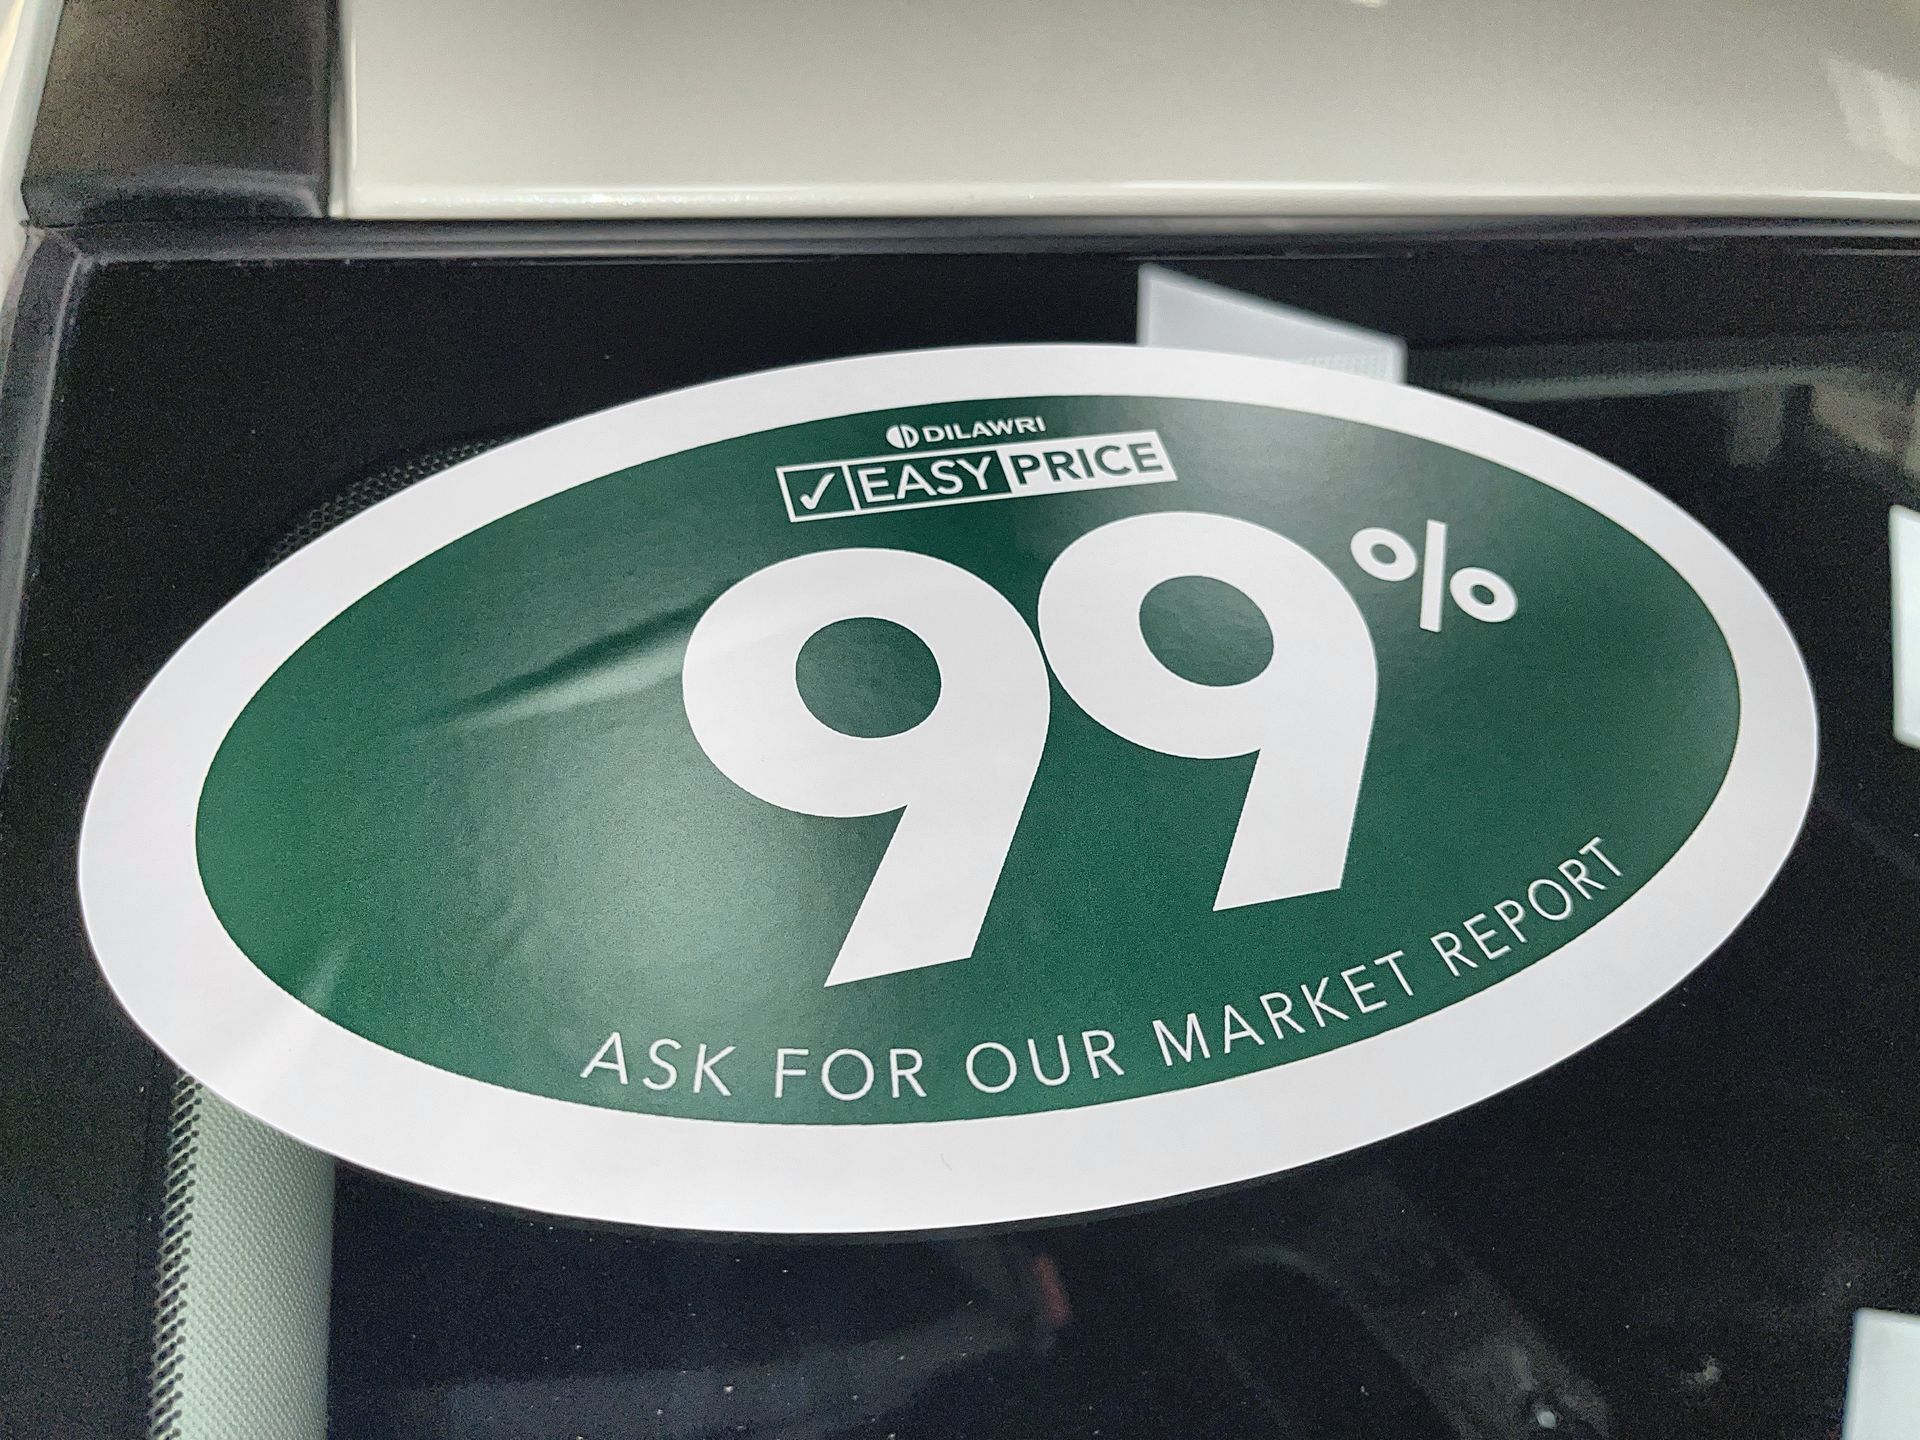 DILAWRI
✓ EASY PRICE
99%
ASK FOR OUR MARKET REPORT